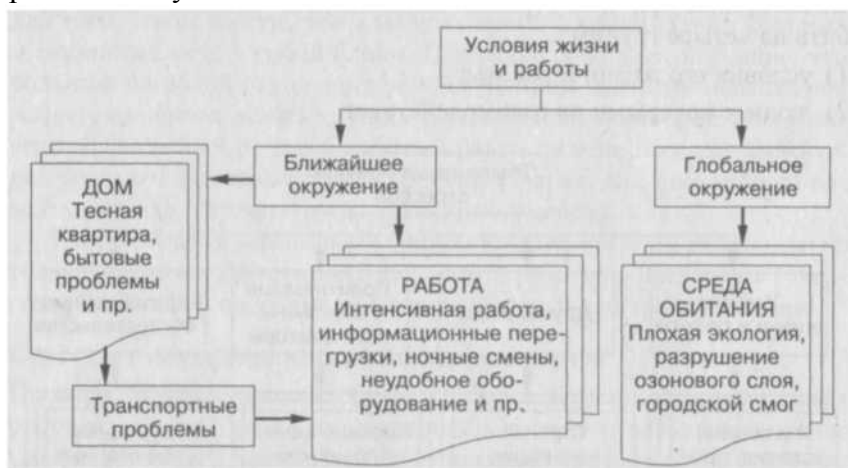 Условия жизни
и работы
Ближайшее
окружение
Глобальное
окружение
ДОМ
Тесная
квартира,
бытовые
проблемы
и пр.
РАБОТА
Интенсивная работа,
информационные пере-
грузки, ночные смены,
неудобное обо-
рудование и пр.
СРЕДА
ОБИТАНИЯ
Плохая экология,
разрушение
озонового слоя,
городской смог
Транспортные
проблемы